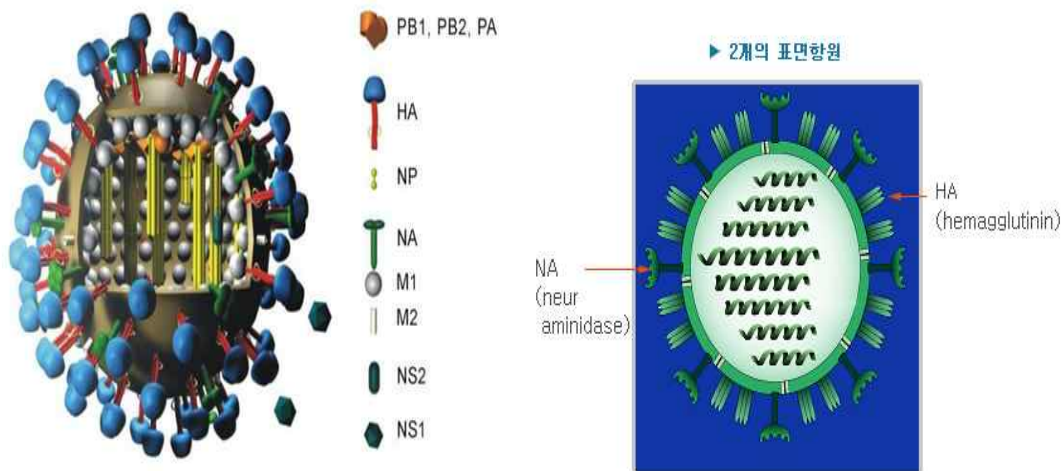 PB1, PB2, PA
HA
NP
NA
M1
M2
NS2
NS1
▶ 2개의 표면항원
HA
(hemagglutinin)
NA
(neur
aminidase)